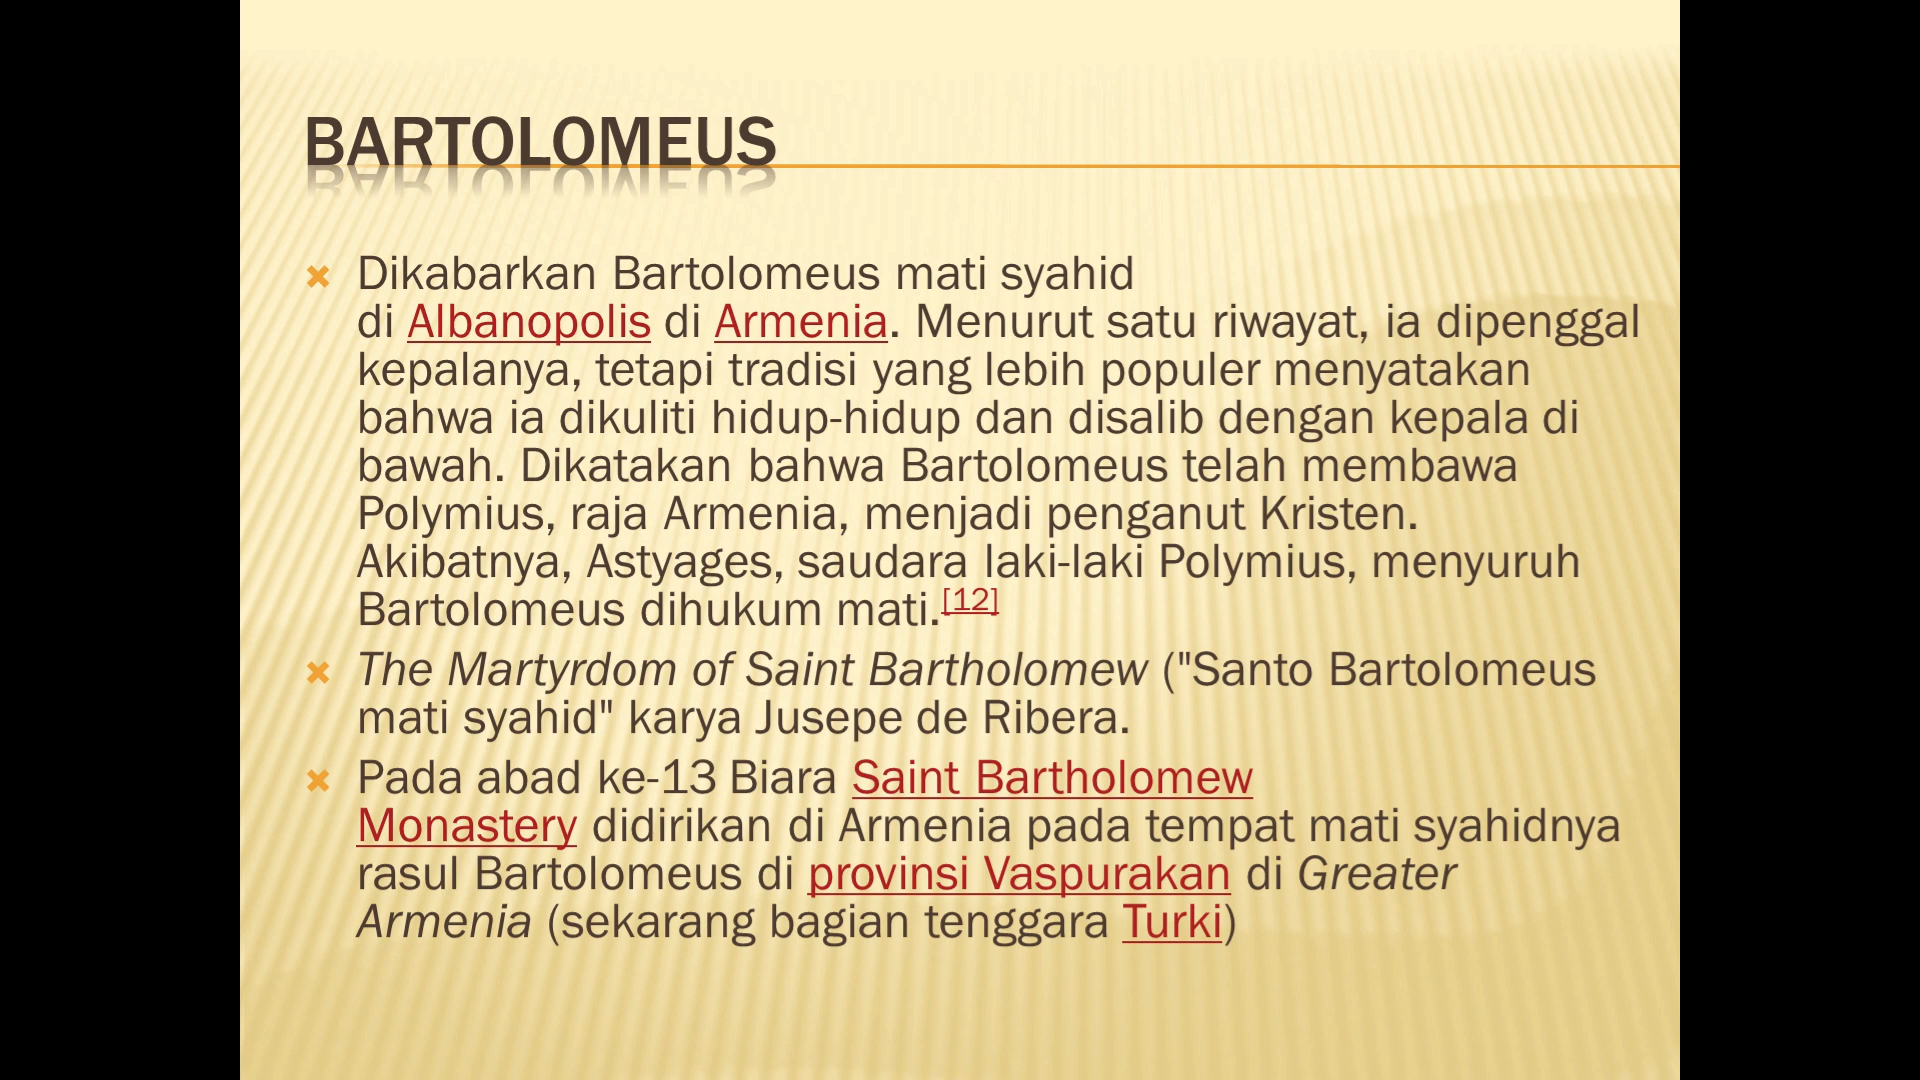 BARTOLOMEUS
Dikabarkan Bartolomeus mati syahid
di Albanopolis di Armenia. Menurut satu riwayat, ia dipenggal
kepalanya, tetapi tradisi yang lebih populer menyatakan
bahwa ia dikuliti hidup-hidup dan disalib dengan kepala di
bawah. Dikatakan bahwa Bartolomeus telah membawa
Polymius, raja Armenia, menjadi penganut Kristen.
Akibatnya, Astyages, saudara laki-laki Polymius, menyuruh
Bartolomeus dihukum mati.[12]
The Martyrdom of Saint Bartholomew ("Santo Bartolomeus
mati syahid" karya Jusepe de Ribera.
Pada abad ke-13 Biara Saint Bartholomew
Monastery didirikan di Armenia pada tempat mati syahidnya
rasul Bartolomeus di provinsi Vaspurakan di Greater
Armenia (sekarang bagian tenggara Turki)